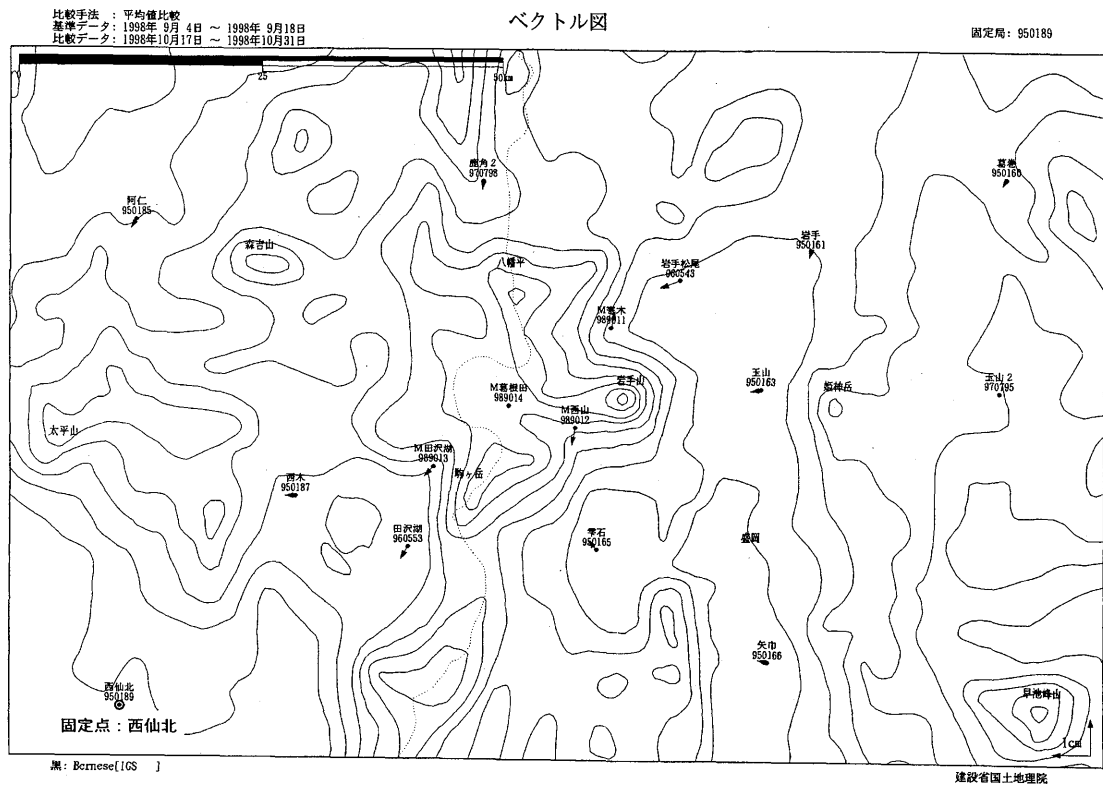 比較手法 : 平均値比較
基準データ: 1998年 9月 4日 ～ 1998年 9月18日
比較データ: 1998年10月17日 ～ 1998年10月31日
ベクトル図
固定局: 950189
25
50km
鹿角2
970798
葛巻
950160
阿仁
950185
岩手
950161
森吉山
八幡平
岩手松尾
960543
989011
M葛根田
989014
岩手山
玉山
950163
姫神岳
玉山2
970795
M西山
989012
太平山
M田沢湖
989013
駒ヶ岳
西木
950187
田沢湖
960553
雫石
950165
盛岡
矢巾
950166
西仙北
950189
固定点：西仙北
早池峰山
1cm
黒: Bernese[IGS ]
建設省国土地理院